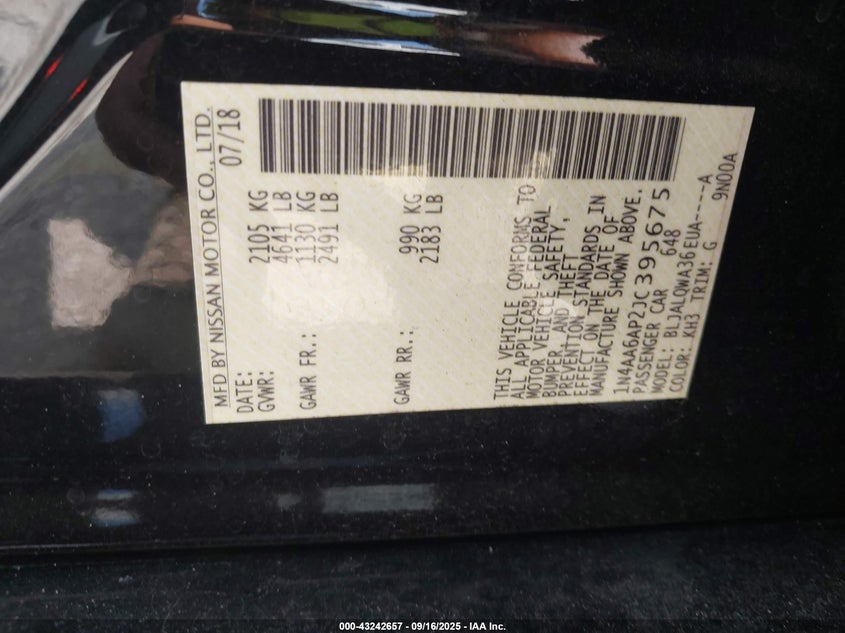 MFD BY NISSAN MOTOR CO., LTD.
DATE: 07/18
GVWR: 2105 KG
4641 LB
GAWR FR.: 1130 KG
2491 LB
GAWR RR.: 990 KG
2183 LB
THIS VEHICLE CONFORMS TO
ALL APPLICABLE FEDERAL
MOTOR VEHICLE SAFETY,
BUMPER AND THEFT
PREVENTION STANDARDS IN
EFFECT ON THE DATE OF
MANUFACTURE SHOWN ABOVE.
1N4AA6AP2JC395675
PASSENGER CAR 648
MODEL: BLJALQWA36EUA----A
COLOR: KH3 TRIM: G 9N00A
000-43242657 - 09/16/2025 - IAA Inc.